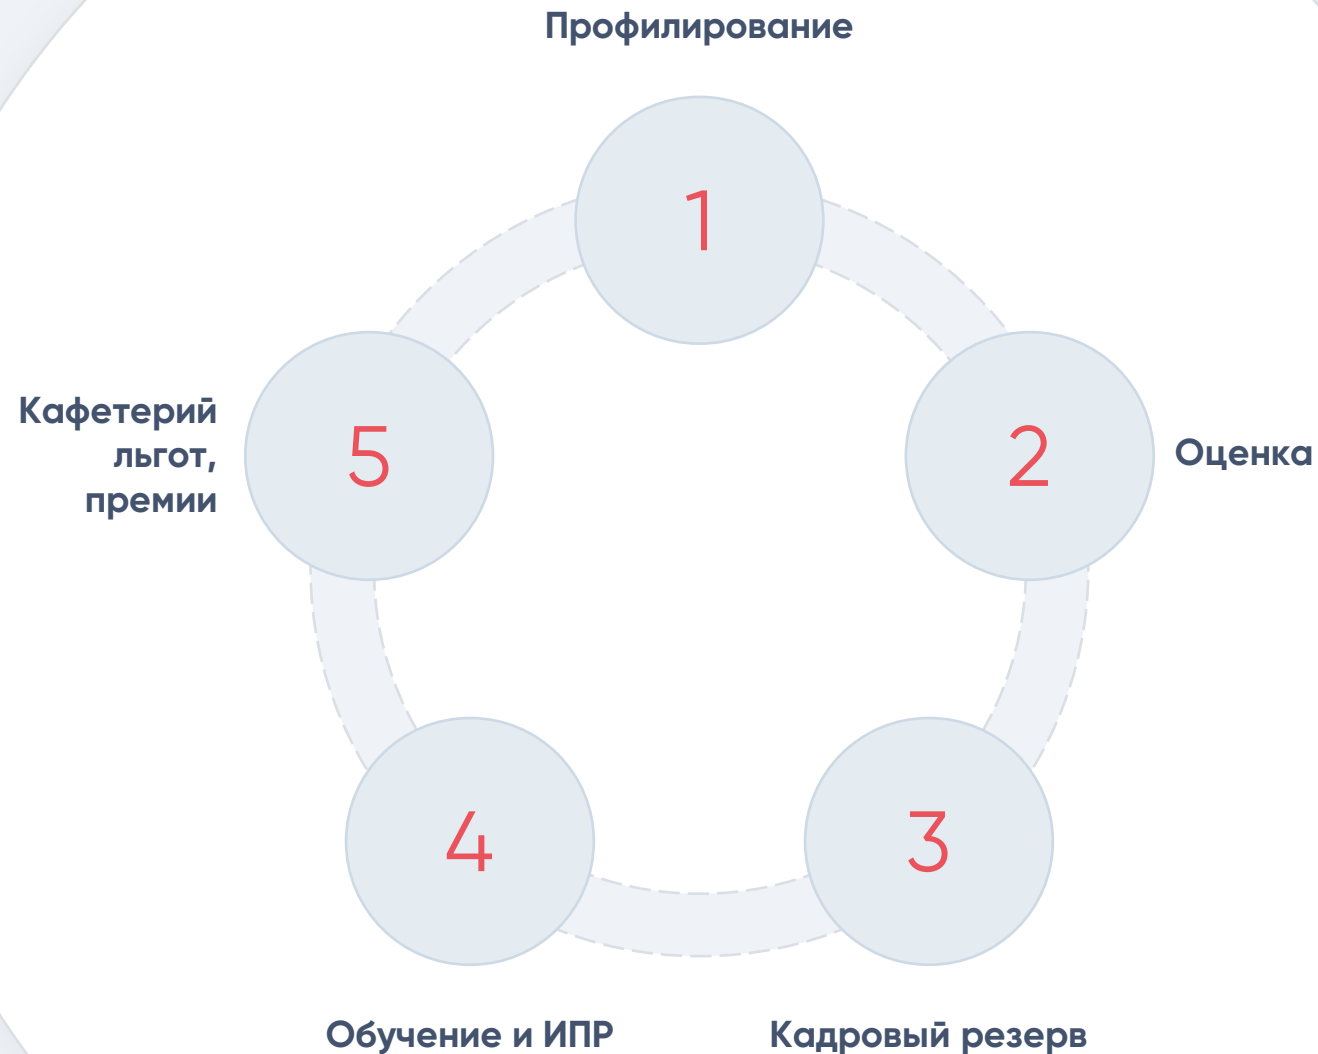 Профилирование
1
5
2
Кафетерий
льгот,
премии
Оценка
4
3
Обучение и ИПР
Кадровый резерв